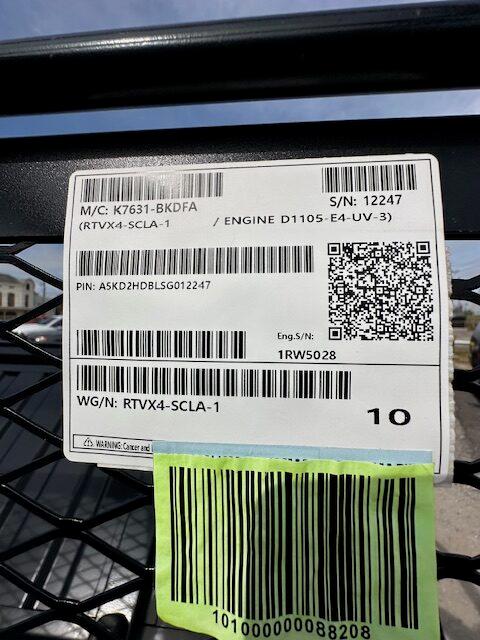 M/C: K7631-BKDFA S/N: 12247
(RTVX4-SCLA-1 / ENGINE D1105-E4-UV-3)
PIN: A5KD2HDBLSG012247
Eng.S/N:
1RW5028
WG/N: RTVX4-SCLA-1
10
WARNING: Cancer and
101000000088208